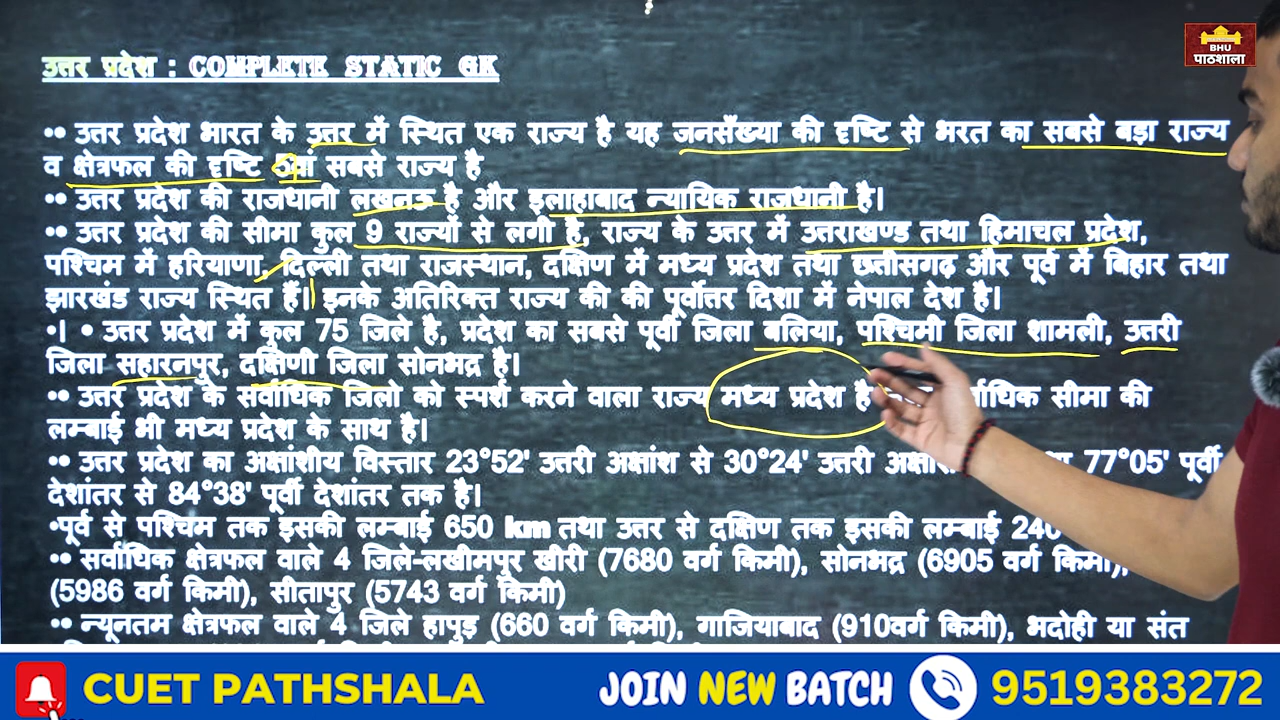 BHU
पाठशाला
उत्तर प्रदेश : COMPLETE STATIC GK
•• उत्तर प्रदेश भारत के उत्तर में स्थित एक राज्य है यह जनसँख्या की दृष्टि से भरत का सबसे बड़ा राज्य
व क्षेत्रफल की दृष्टि 5वां सबसे राज्य है
•• उत्तर प्रदेश की राजधानी लखनऊ है और इलाहाबाद न्यायिक राजधानी है।
•• उत्तर प्रदेश की सीमा कुल 9 राज्यों से लगी है, राज्य के उतर में उत्तराखण्ड तथा हिमाचल प्रदेश,
पश्चिम में हरियाणा, दिल्ली तथा राजस्थान, दक्षिण में मध्य प्रदेश तथा छत्तीसगढ़ और पूर्व में बिहार तथा
झारखंड राज्य स्थित हैं। इनके अतिरिक्त राज्य की की पूर्वोत्तर दिशा में नेपाल देश है।
•| • उत्तर प्रदेश में कुल 75 जिले है, प्रदेश का सबसे पूर्वी जिला बलिया, पश्चिमी जिला शामली, उत्तरी
जिला सहारनपुर, दक्षिणी जिला सोनभद्र है।
•• उत्तर प्रदेश के सर्वाधिक जिलो को स्पर्श करने वाला राज्य मध्य प्रदेश है सीमा की
लम्बाई भी मध्य प्रदेश के साथ है।
•• उत्तर प्रदेश का अक्षांशीय विस्तार 23°52' उत्तरी अक्षांश से 30°24' उत्तरी 77°05' पूर्वी
देशांतर से 84°38' पूर्वी देशांतर तक है।
•पूर्व से पश्चिम तक इसकी लम्बाई 650 km तथा उत्तर से दक्षिण तक इसकी लम्बाई
•• सर्वाधिक क्षेत्रफल वाले 4 जिले-लखीमपुर खीरी (7680 वर्ग किमी), सोनभद्र (6905 वर्ग किमी),
(5986 वर्ग किमी), सीतापुर (5743 वर्ग किमी)
•• न्यूनतम क्षेत्रफल वाले 4 जिले हापुड़ (660 वर्ग किमी), गाजियाबाद (910वर्ग किमी), भदोही या संत
CUET PATHSHALA
JOIN NEW BATCH
9519383272